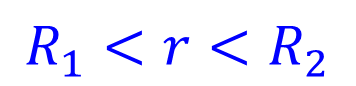 R₁ < r < R₂